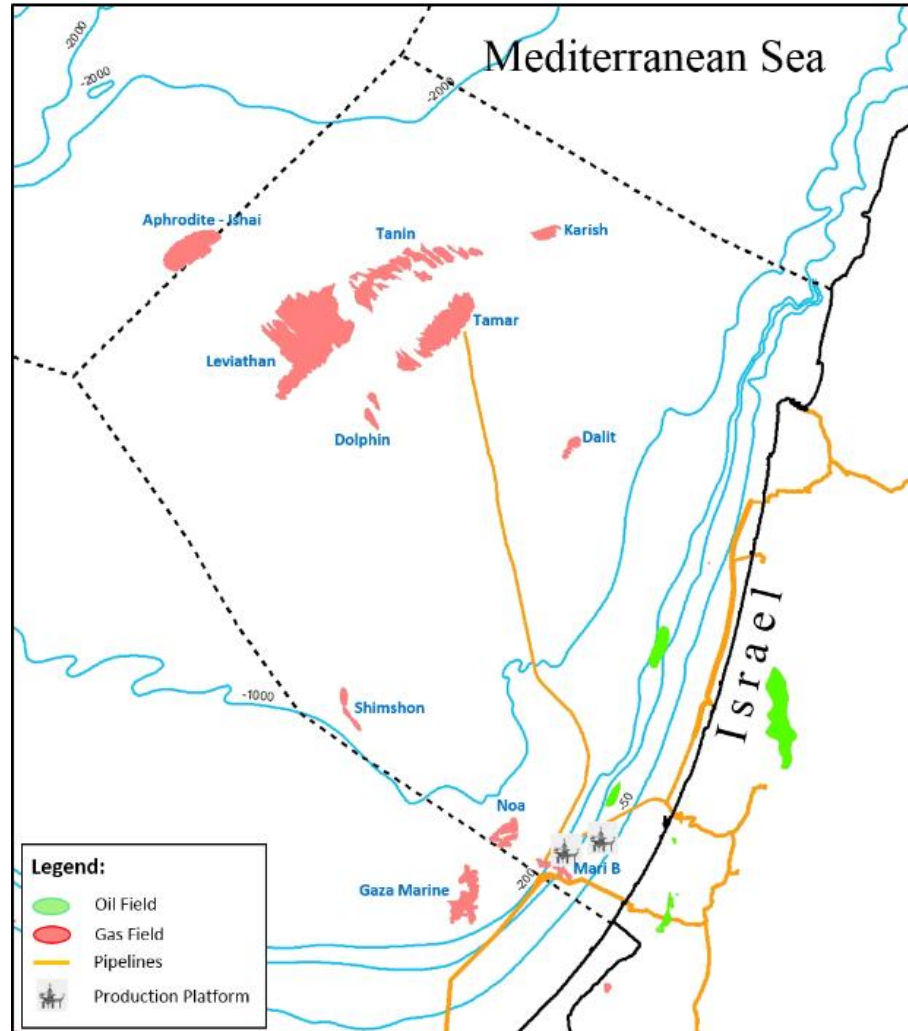 Mediterranean Sea
-2000
-2000
-2000
Aphrodite - Ishai
Tanin
Karish
Tamar
Leviathan
Dolphin
Dalit
Israel
-1000
Shimshon
Noa
-50
Mari B
-200
Gaza Marine
Legend:
Oil Field
Gas Field
Pipelines
Production Platform